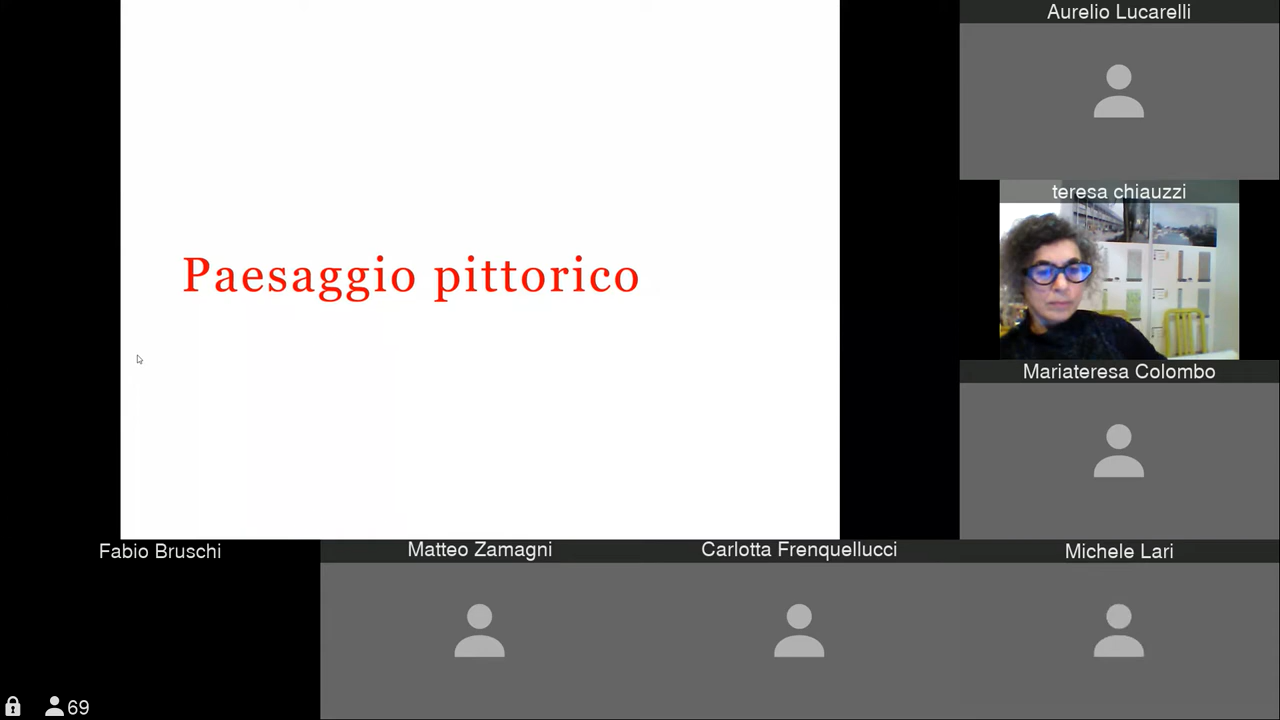 Aurelio Lucarelli
teresa chiauzzi
Paesaggio pittorico
Mariateresa Colombo
Fabio Bruschi
Matteo Zamagni
Carlotta Frenquellucci
Michele Lari
69